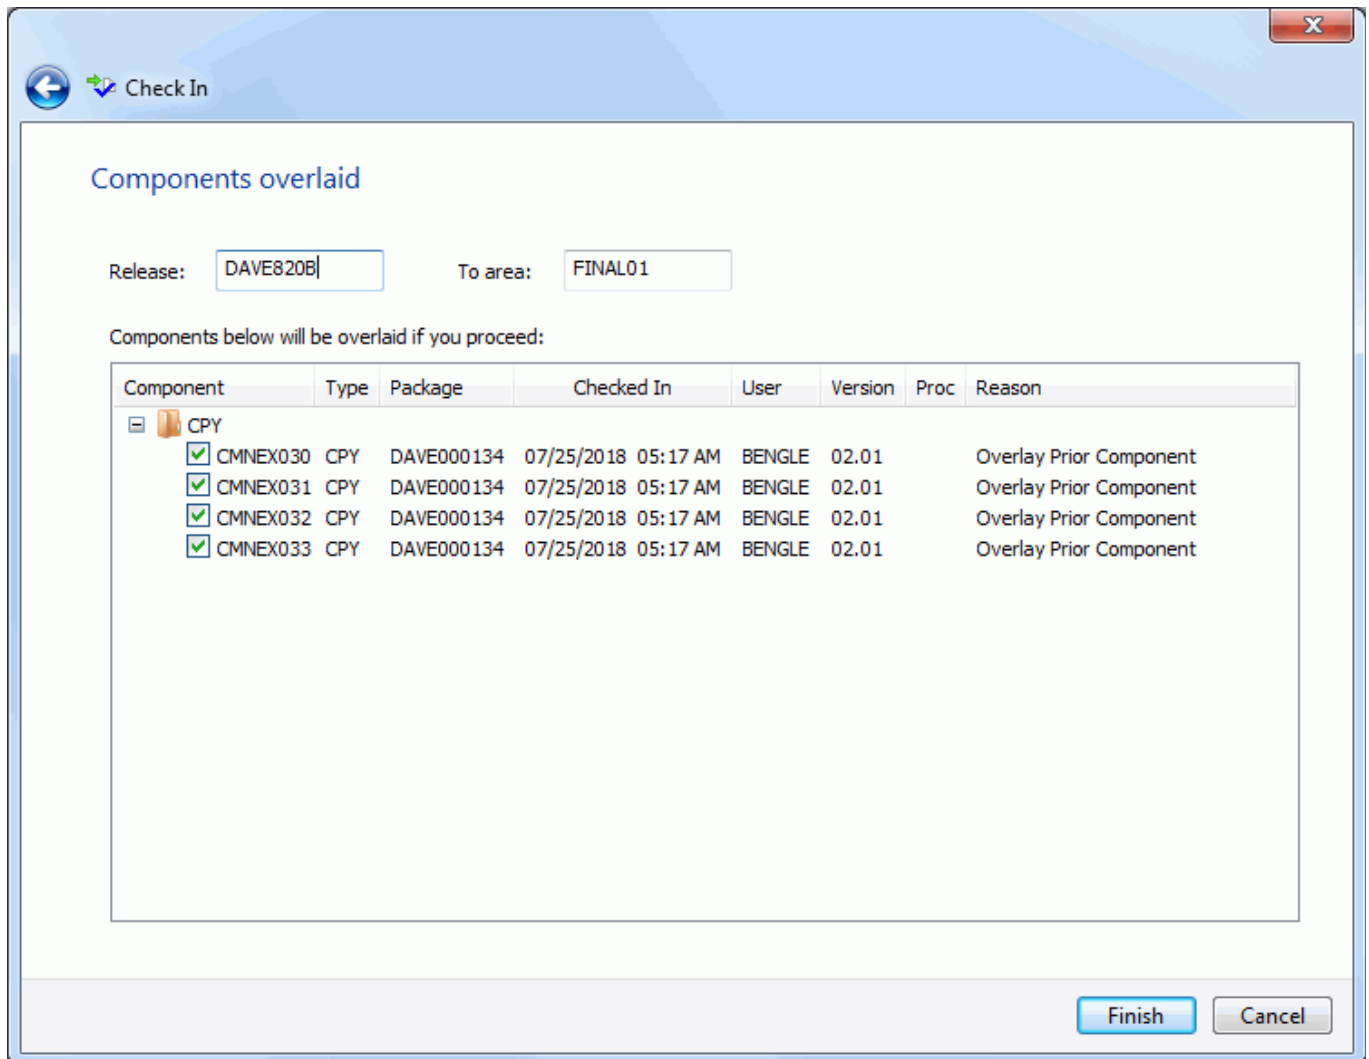 Check In
Components overlaid
Release: DAVE820B To area: FINAL01
Components below will be overlaid if you proceed:
Component Type Package Checked In User Version Proc Reason
CPY
CMNEX030 CPY DAVE000134 07/25/2018 05:17 AM BENGLE 02.01 Overlay Prior Component
CMNEX031 CPY DAVE000134 07/25/2018 05:17 AM BENGLE 02.01 Overlay Prior Component
CMNEX032 CPY DAVE000134 07/25/2018 05:17 AM BENGLE 02.01 Overlay Prior Component
CMNEX033 CPY DAVE000134 07/25/2018 05:17 AM BENGLE 02.01 Overlay Prior Component
Finish Cancel